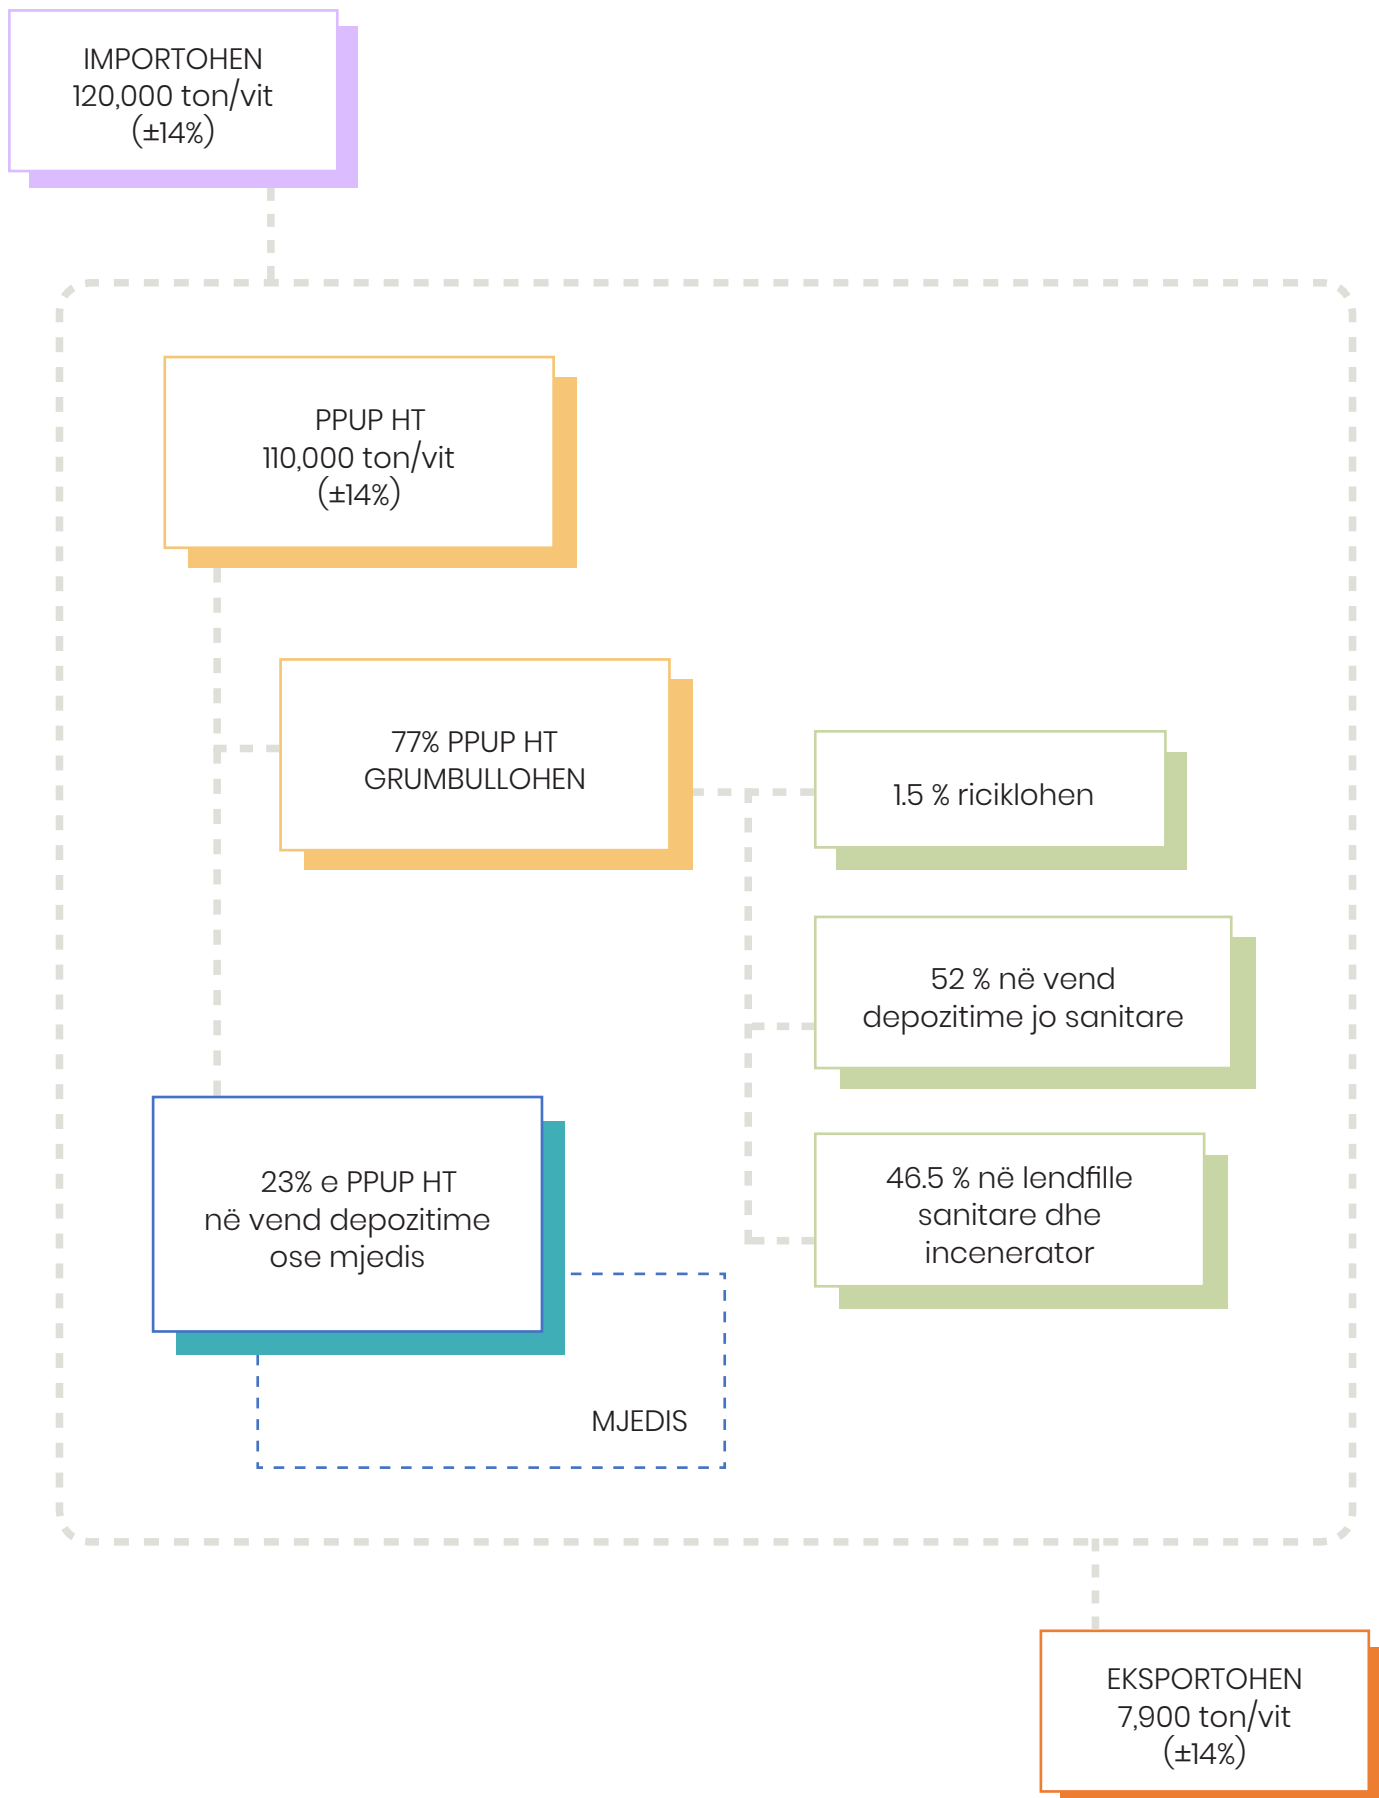 IMPORTOHEN
120,000 ton/vit
(±14%)
PPUP HT
110,000 ton/vit
(±14%)
77% PPUP HT
GRUMBULLOHEN
1.5 % riciklohen
52 % në vend
depozitime jo sanitare
46.5 % në lendfille
sanitare dhe
incenerator
23% e PPUP HT
në vend depozitime
ose mjedis
MJEDIS
EKSPORTOHEN
7,900 ton/vit
(±14%)